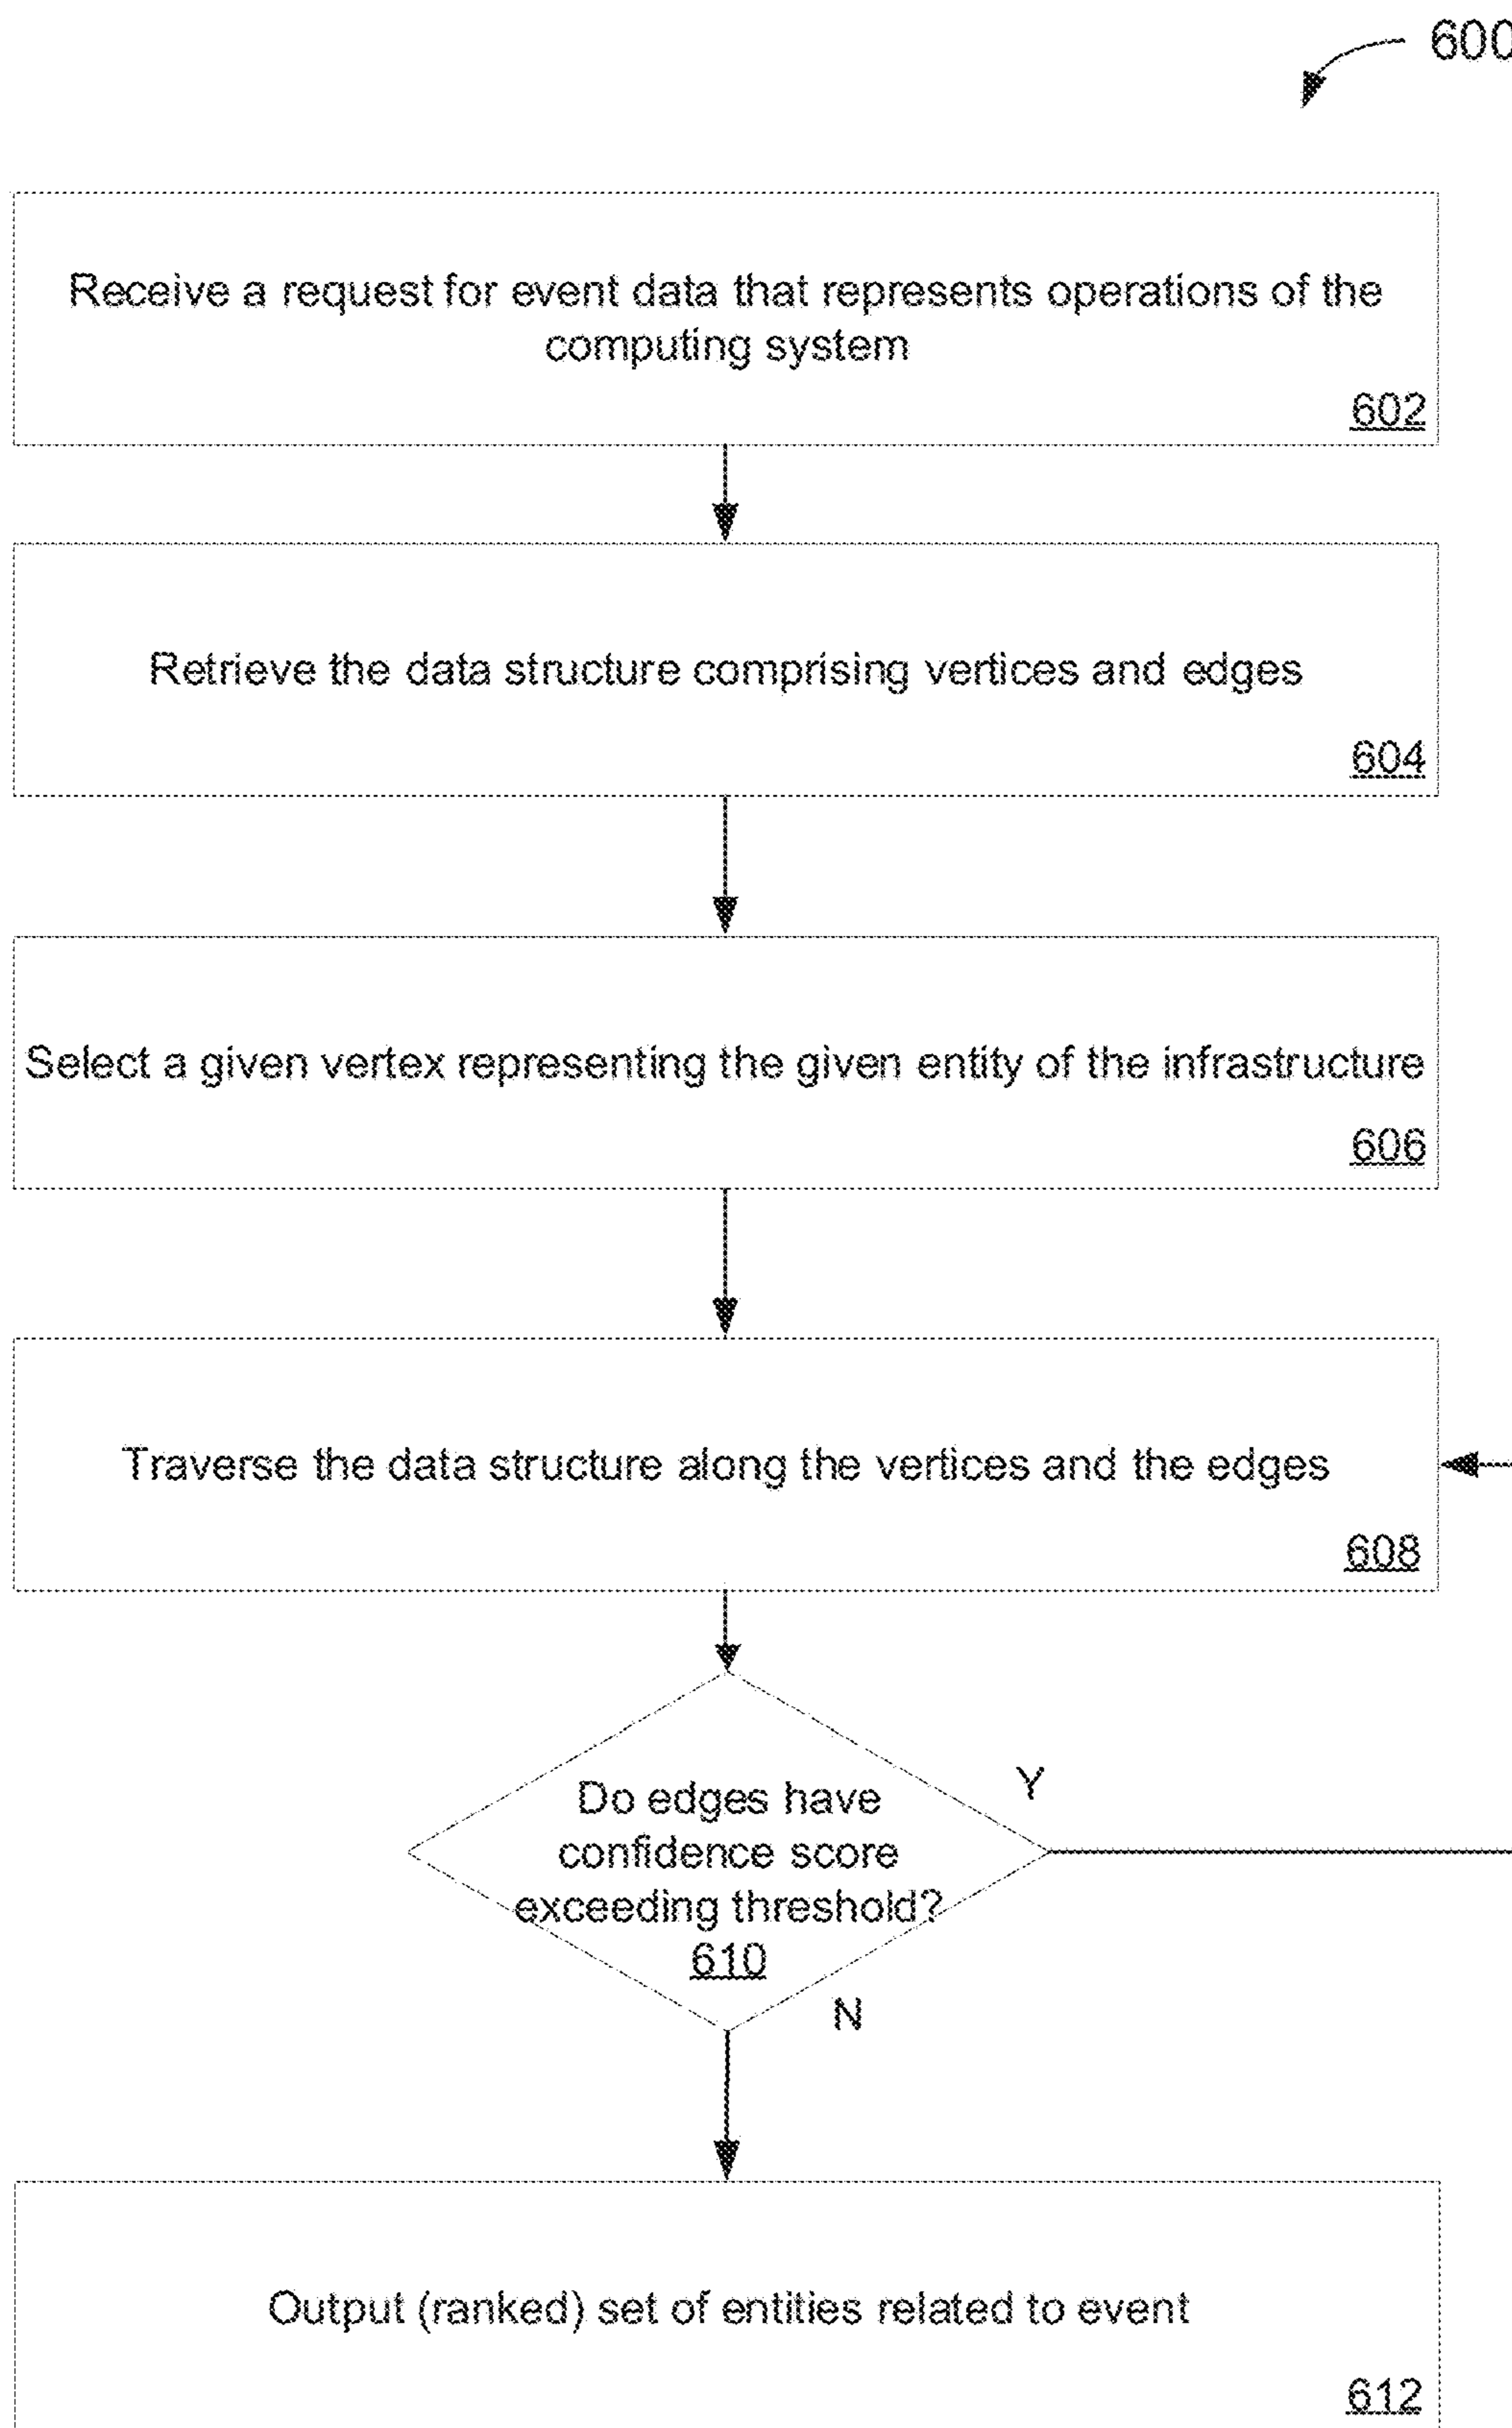 600
Receive a request for event data that represents operations of the
computing system
602
Retrieve the data structure comprising vertices and edges
604
Select a given vertex representing the given entity of the infrastructure
606
Traverse the data structure along the vertices and the edges
608
Do edges have
confidence score
exceeding threshold?
610
Y
N
Output (ranked) set of entities related to event
612